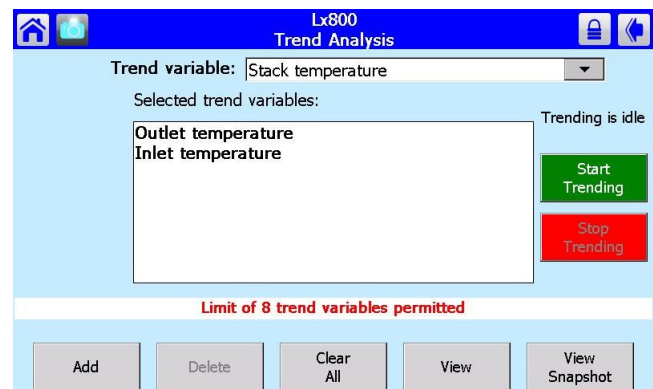 Lx800
Trend Analysis
Trend variable: Stack temperature
Selected trend variables:
Trending is idle
Outlet temperature
Inlet temperature
Start
Trending
Stop
Trending
Limit of 8 trend variables permitted
Add
Delete
Clear
All
View
View
Snapshot